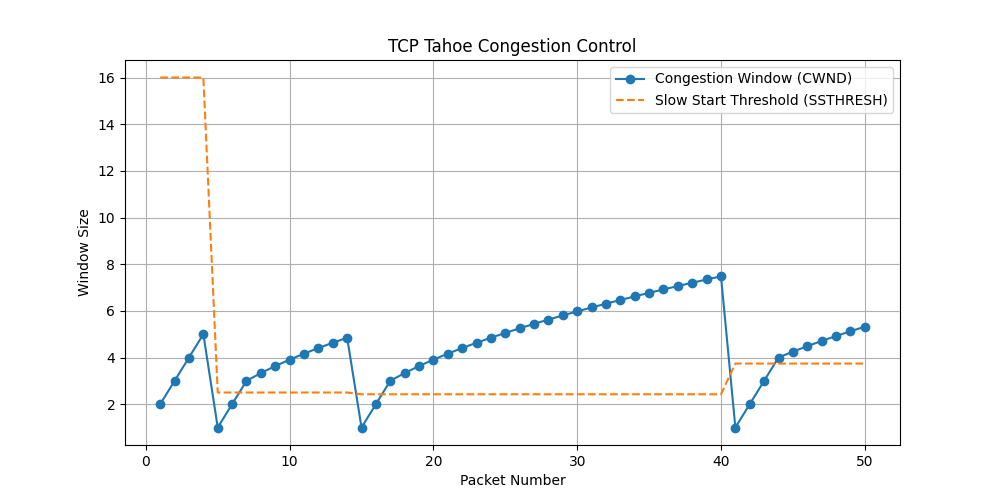 TCP Tahoe Congestion Control
Congestion Window (CWND)
Slow Start Threshold (SSTHRESH)
Window Size
16
14
12
10
8
6
4
2
0 10 20 30 40 50
Packet Number